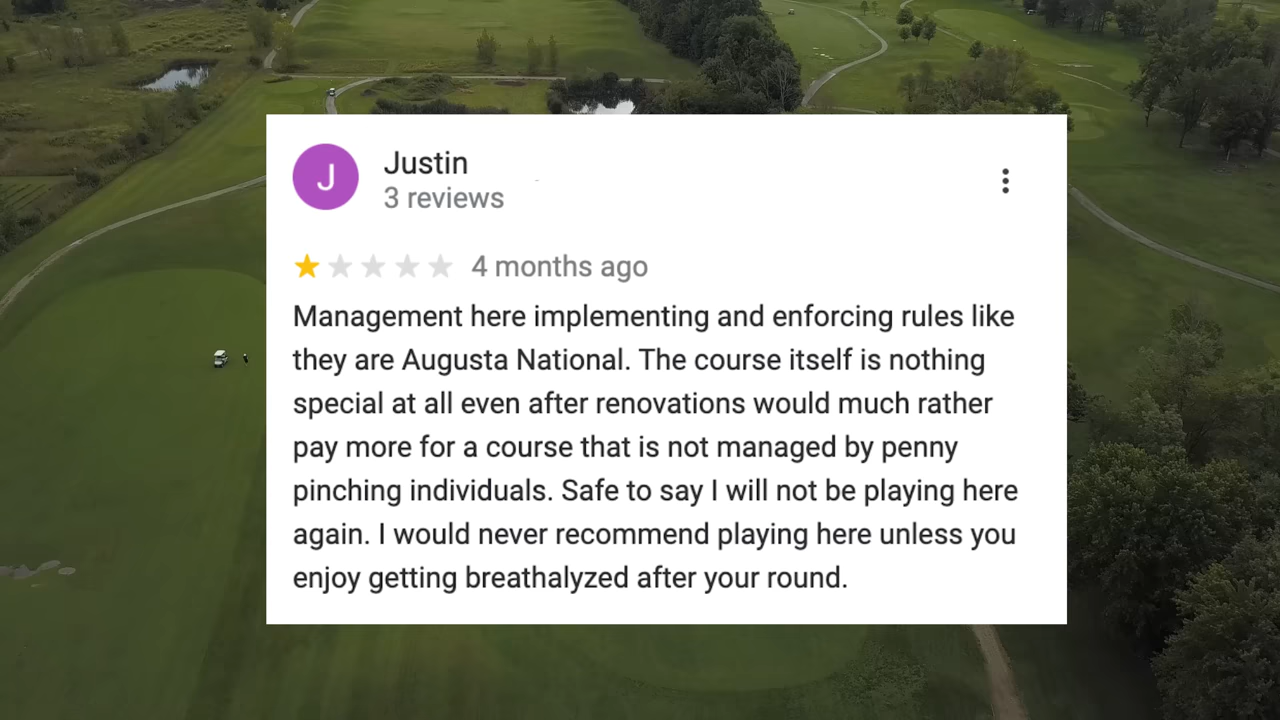 J
Justin
3 reviews
4 months ago
Management here implementing and enforcing rules like
they are Augusta National. The course itself is nothing
special at all even after renovations would much rather
pay more for a course that is not managed by penny
pinching individuals. Safe to say I will not be playing here
again. I would never recommend playing here unless you
enjoy getting breathalyzed after your round.